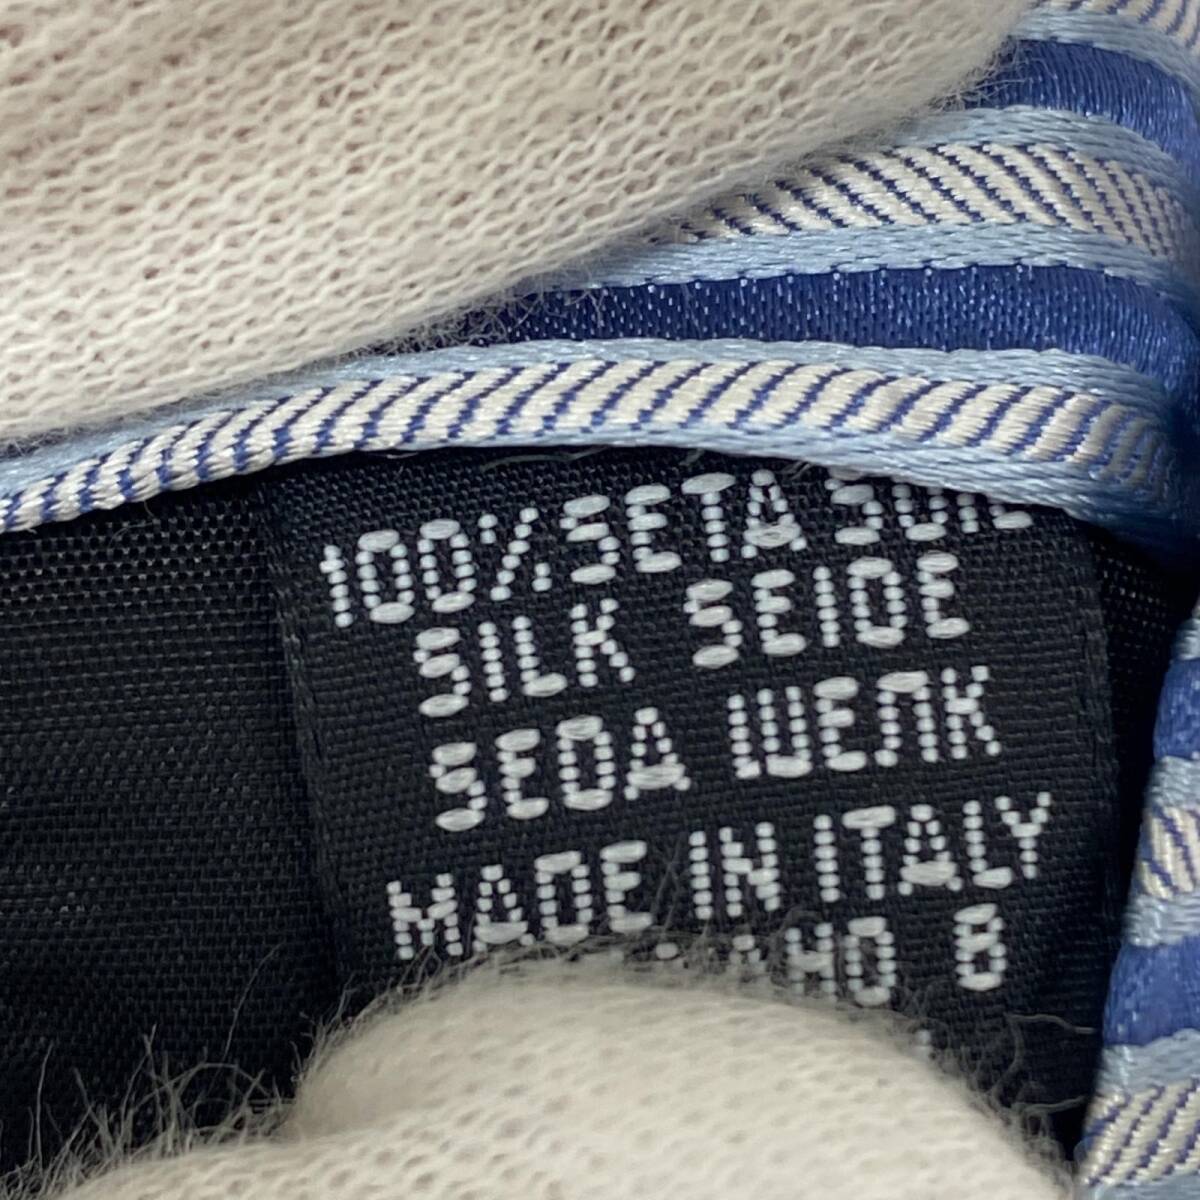 100% SETA SOIE
SILK SEIDE
SEDA ШЕЛК
MADE IN ITALY
В